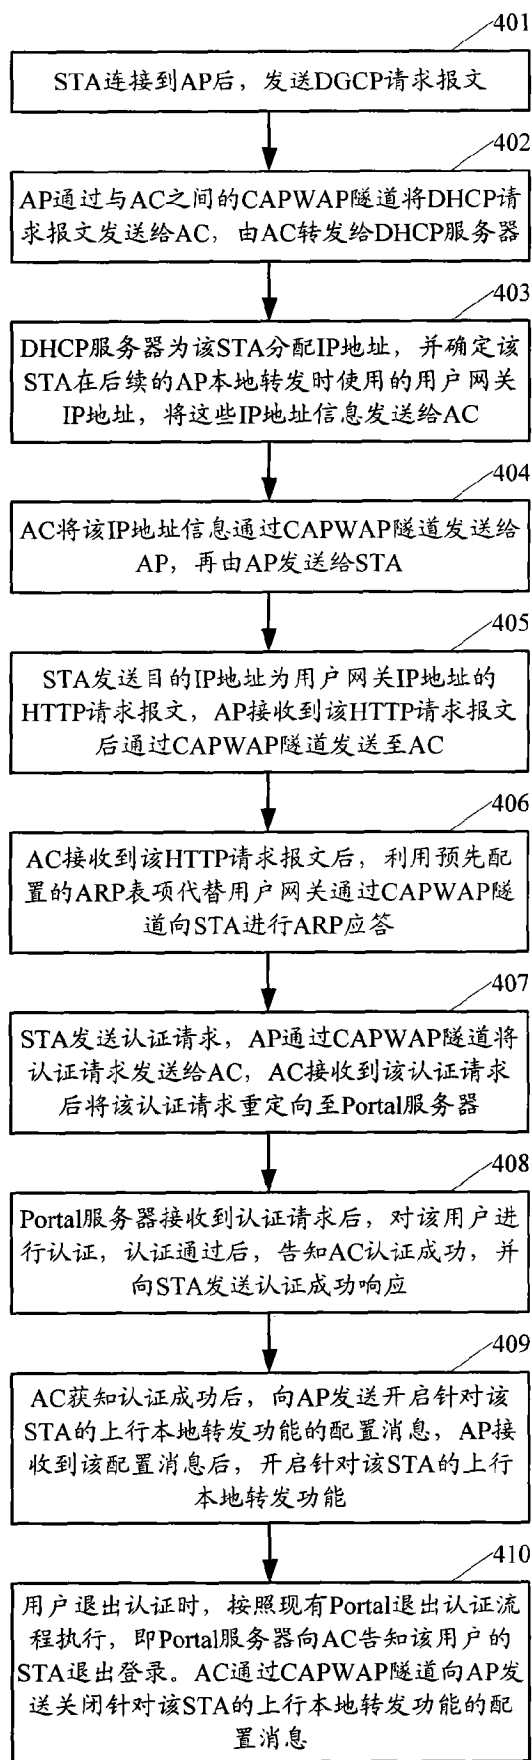 401
STA连接到AP后，发送DGCP请求报文
402
AP通过与AC之间的CAPWAP隧道将DHCP请
求报文发送给AC，由AC转发给DHCP服务器
403
DHCP服务器为该STA分配IP地址，并确定该
STA在后续的AP本地转发时使用的用户网关
IP地址，将这些IP地址信息发送给AC
404
AC将该IP地址信息通过CAPWAP隧道发送给
AP，再由AP发送给STA
405
STA发送目的IP地址为用户网关IP地址的
HTTP请求报文，AP接收到该HTTP请求报文
后通过CAPWAP隧道发送至AC
406
AC接收到该HTTP请求报文后，利用预先配
置的ARP表项代替用户网关通过CAPWAP隧
道向STA进行ARP应答
407
STA发送认证请求，AP通过CAPWAP隧道将
认证请求发送给AC，AC接收到该认证请求
后将该认证请求重定向至Portal服务器
408
Portal服务器接收到认证请求后，对该用户进
行认证，认证通过后，告知AC认证成功，并
向STA发送认证成功响应
409
AC获知认证成功后，向AP发送开启针对该
STA的上行本地转发功能的配置消息，AP接
收到该配置消息后，开启针对该STA的上行
本地转发功能
410
用户退出认证时，按照现有Portal退出认证流
程执行，即Portal服务器向AC告知该用户的
STA退出登录。AC通过CAPWAP隧道向AP发
送关闭针对该STA的上行本地转发功能的配
置消息